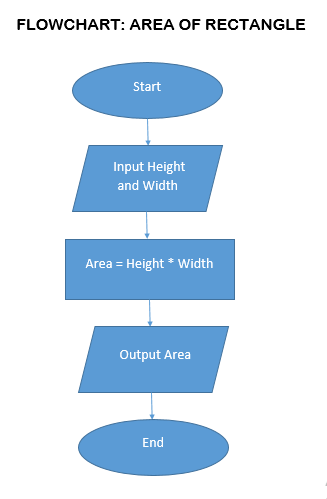 FLOWCHART: AREA OF RECTANGLE
Start
Input Height
and Width
Area = Height * Width
Output Area
End